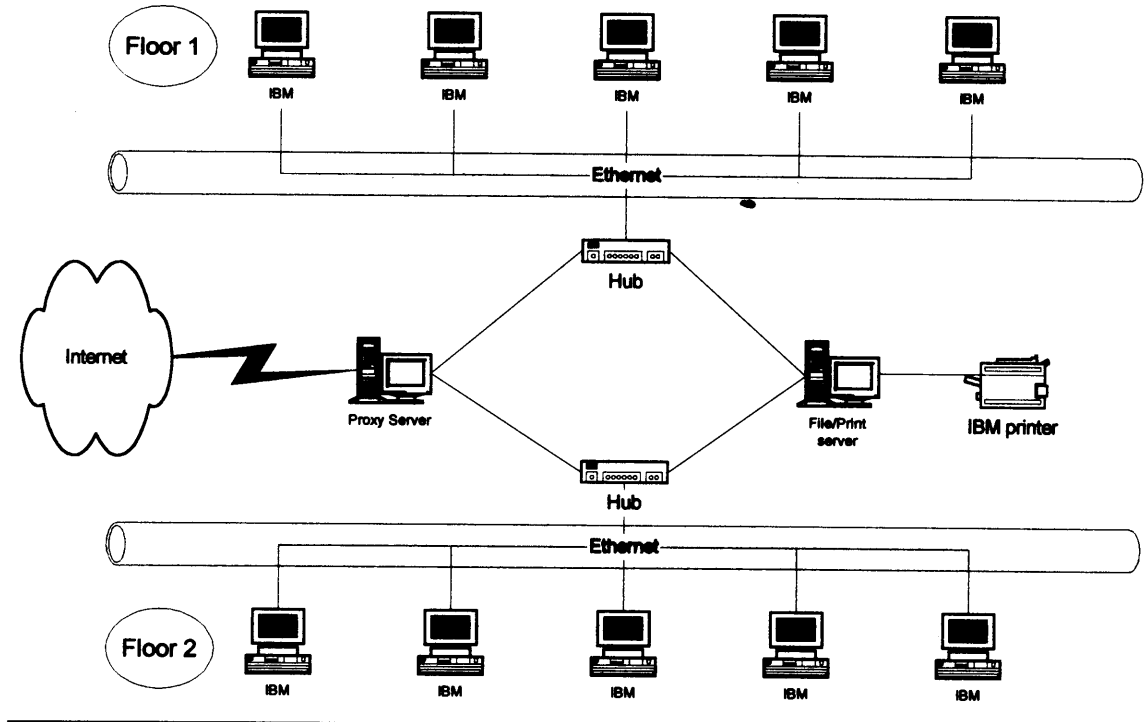 Floor 1
IBM
IBM
IBM
IBM
IBM
Ethernet
Hub
Internet
Proxy Server
File/Print
server
IBM printer
Hub
Ethernet
Floor 2
IBM
IBM
IBM
IBM
IBM